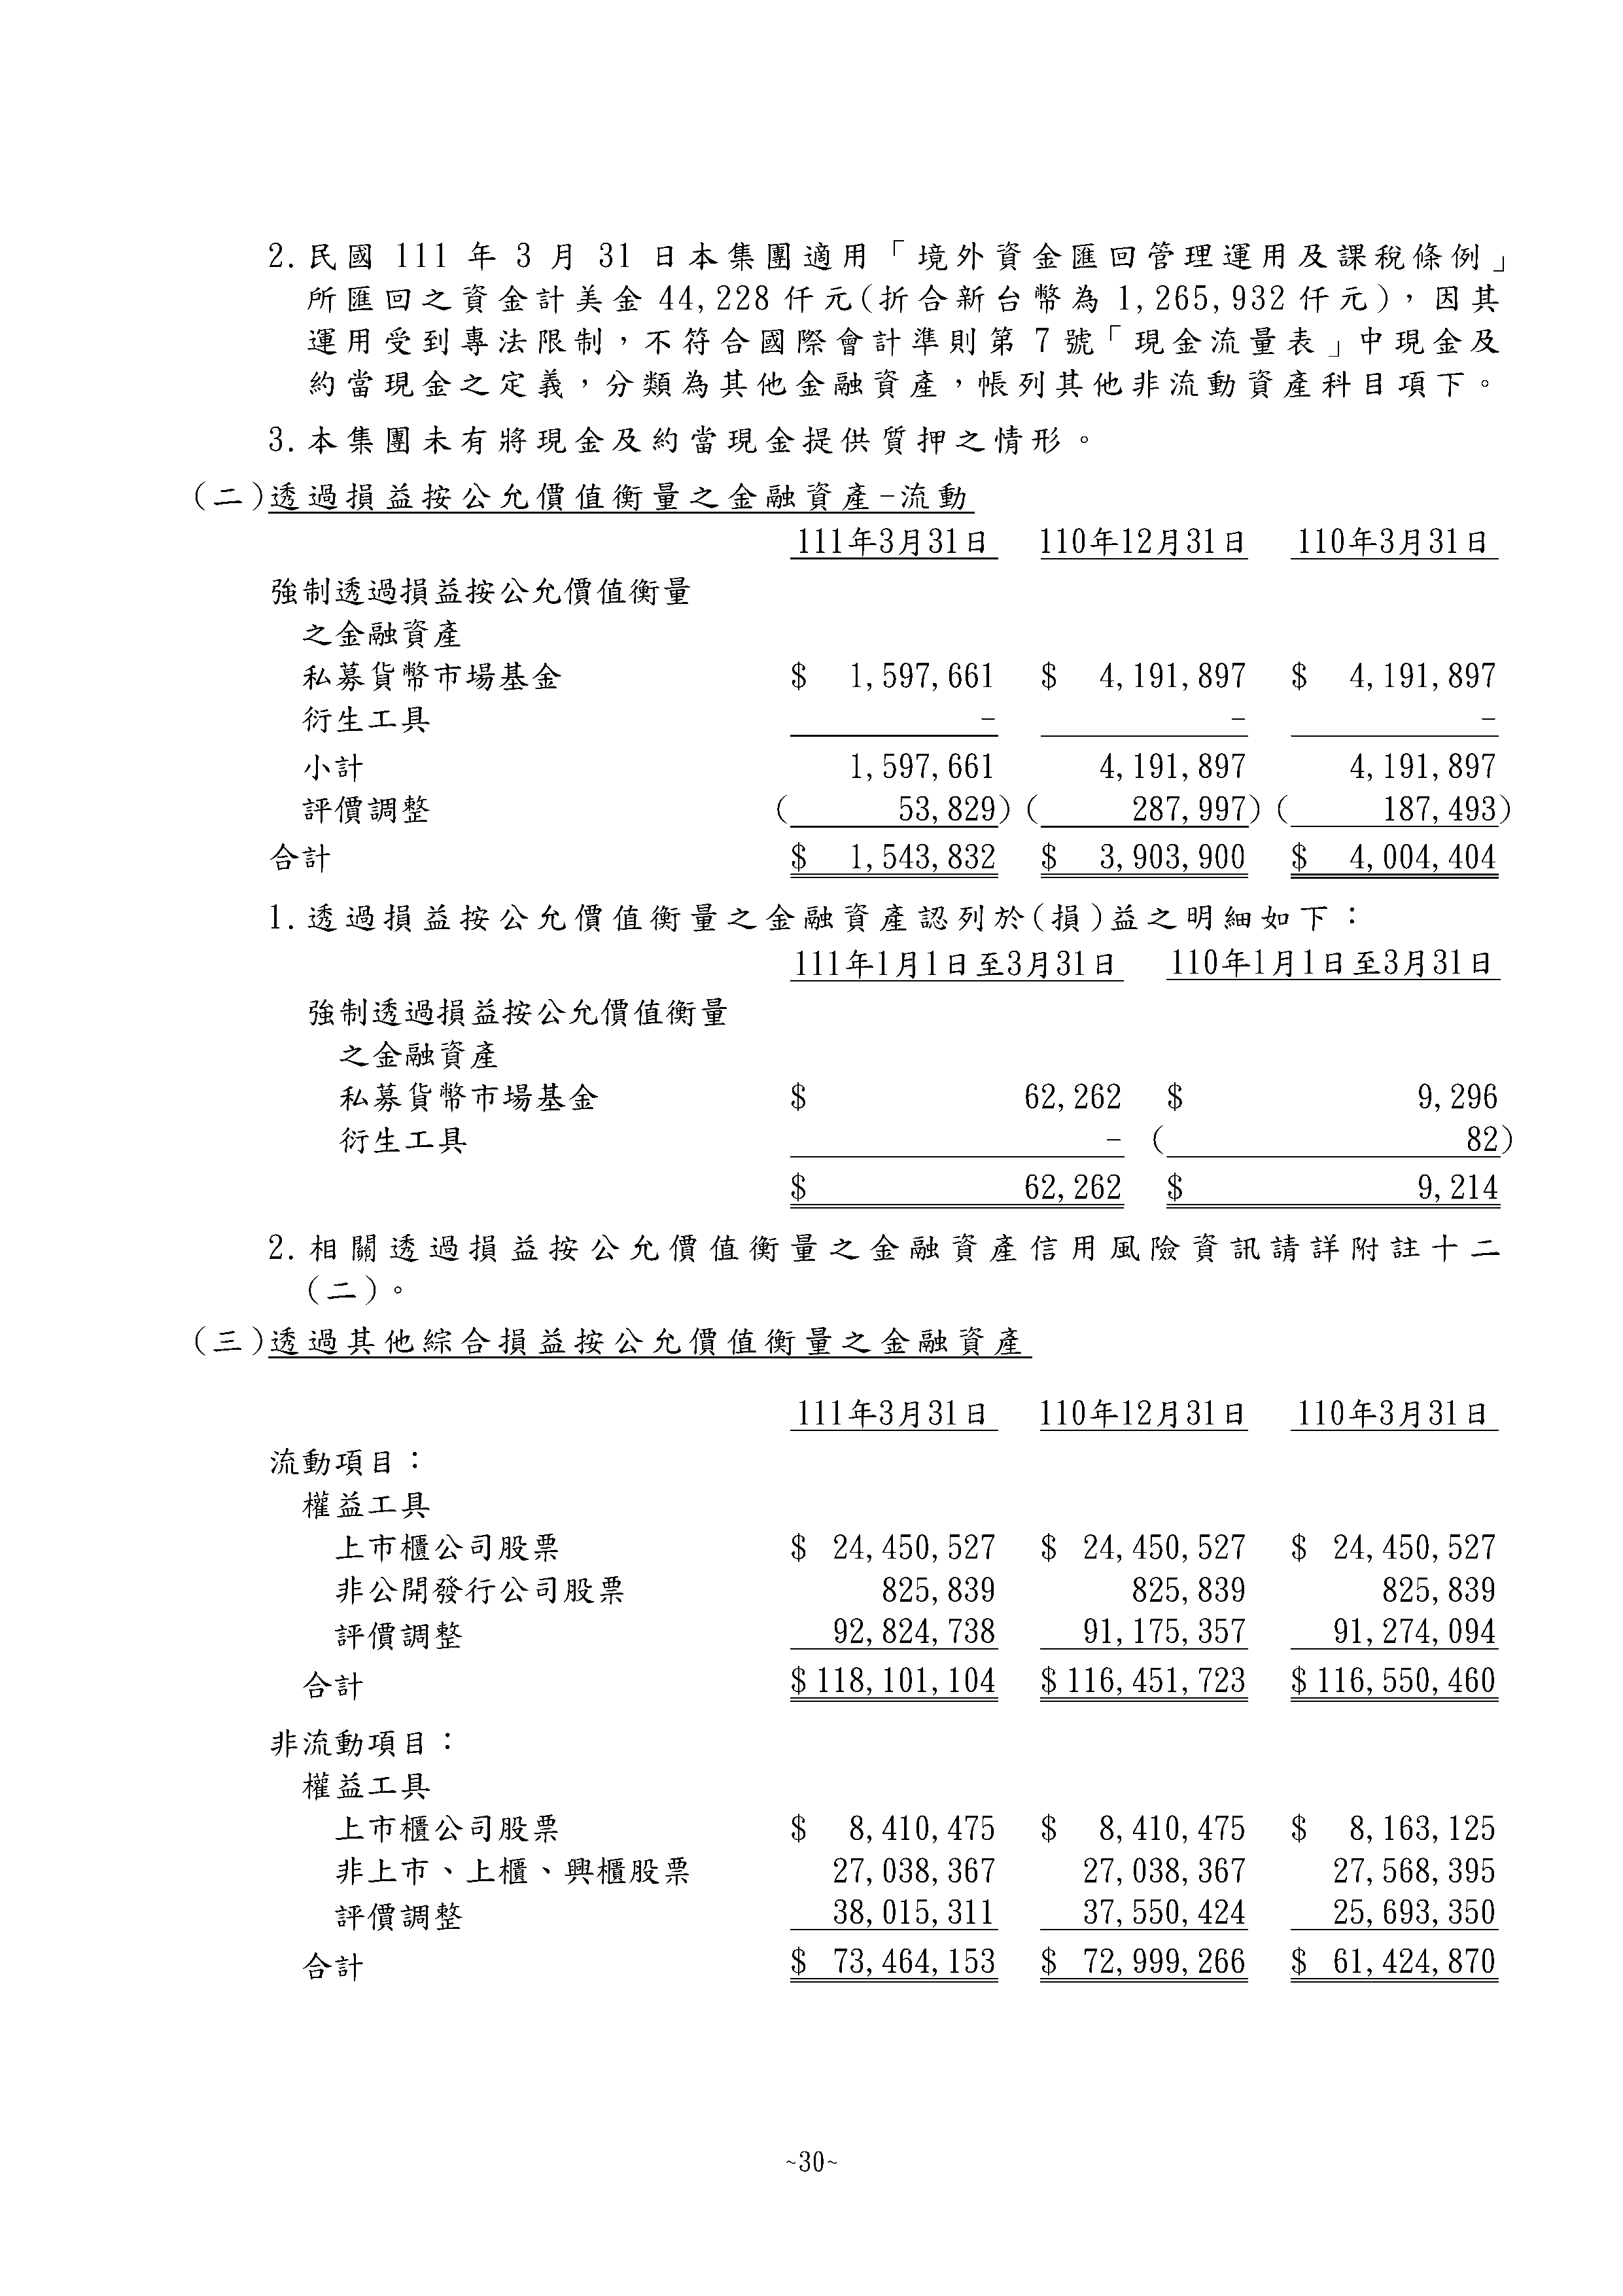 2.民國 111 年 3 月 31 日本集團適用「境外資金匯回管理運用及課稅條例」
所匯回之資金計美金 44,228 仟元(折合新台幣為 1,265,932 仟元)，因其
運用受到專法限制，不符合國際會計準則第 7 號「現金流量表」中現金及
約當現金之定義，分類為其他金融資產，帳列其他非流動資產科目項下。
3.本集團未有將現金及約當現金提供質押之情形。
(二)透過損益按公允價值衡量之金融資產-流動
111年3月31日 110年12月31日 110年3月31日
強制透過損益按公允價值衡量
之金融資產
私募貨幣市場基金 $ 1,597,661 $ 4,191,897 $ 4,191,897
衍生工具 - - -
小計 1,597,661 4,191,897 4,191,897
評價調整 ( 53,829) ( 287,997) ( 187,493)
合計 $ 1,543,832 $ 3,903,900 $ 4,004,404
1.透過損益按公允價值衡量之金融資產認列於(損)益之明細如下：
111年1月1日至3月31日 110年1月1日至3月31日
強制透過損益按公允價值衡量
之金融資產
私募貨幣市場基金 $ 62,262 $ 9,296
衍生工具 - ( 82)
$ 62,262 $ 9,214
2.相關透過損益按公允價值衡量之金融資產信用風險資訊請詳附註十二
(二)。
(三)透過其他綜合損益按公允價值衡量之金融資產
111年3月31日 110年12月31日 110年3月31日
流動項目：
權益工具
上市櫃公司股票 $ 24,450,527 $ 24,450,527 $ 24,450,527
非公開發行公司股票 825,839 825,839 825,839
評價調整 92,824,738 91,175,357 91,274,094
合計 $ 118,101,104 $ 116,451,723 $ 116,550,460
非流動項目：
權益工具
上市櫃公司股票 $ 8,410,475 $ 8,410,475 $ 8,163,125
非上市、上櫃、興櫃股票 27,038,367 27,038,367 27,568,395
評價調整 38,015,311 37,550,424 25,693,350
合計 $ 73,464,153 $ 72,999,266 $ 61,424,870
~30~